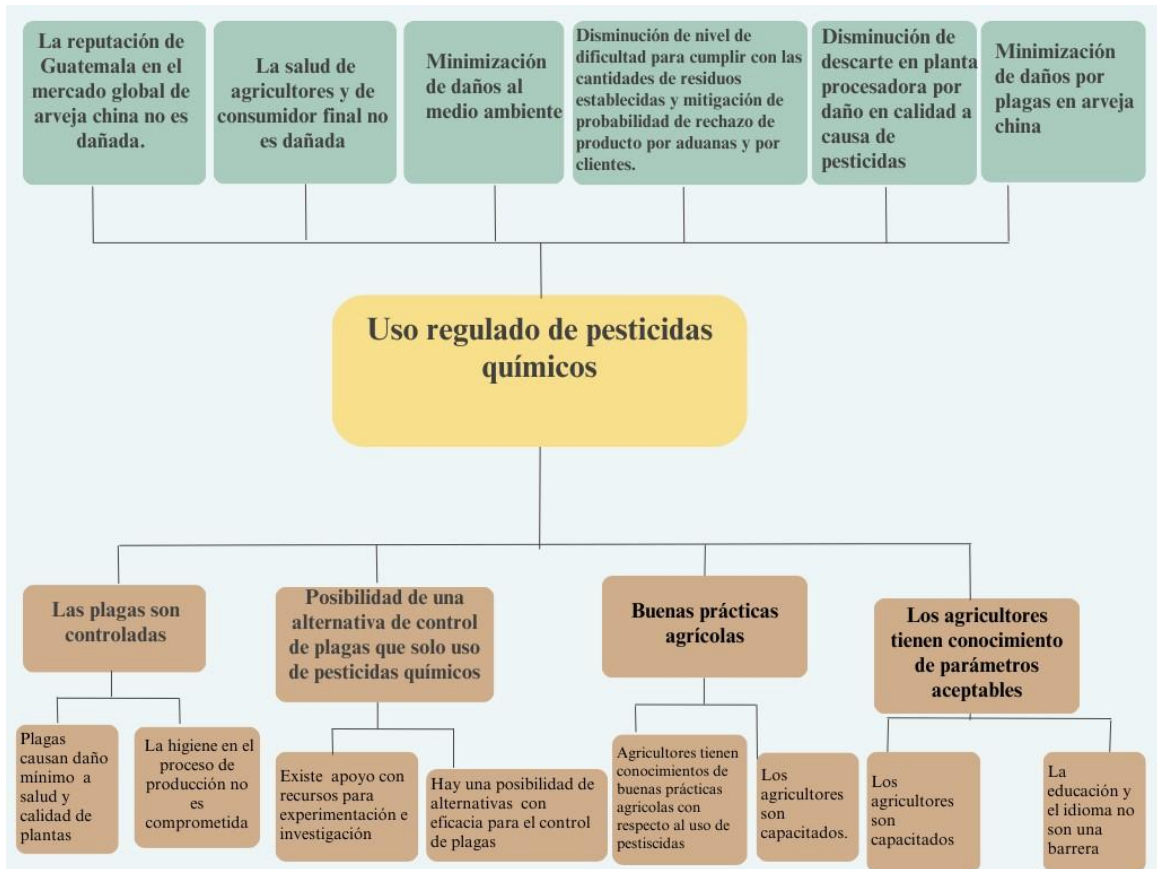 La reputación de
Guatemala en el
mercado global de
arveja china no es
dañada.
La salud de
agricultores y de
consumidor final no
es dañada
Minimización
de daños al
medio ambiente
Disminución de nivel de
dificultad para cumplir con las
cantidades de residuos
establecidas y mitigación de
probabilidad de rechazo de
producto por aduanas y por
clientes.
Disminución de
descarte en planta
procesadora por
daño en calidad a
causa de
pesticidas
Minimización
de daños por
plagas en arveja
china
Uso regulado de pesticidas
químicos
Las plagas son
controladas
Posibilidad de una
alternativa de control
de plagas que solo uso
de pesticidas químicos
Buenas prácticas
agrícolas
Los agricultores
tienen conocimiento
de parámetros
aceptables
Plagas
causan daño
mínimo a
salud y
calidad de
plantas
La higiene en el
proceso de
producción no es
comprometida
Existe apoyo con
recursos para
experimentación e
investigación
Hay una posibilidad de
alternativas con
eficacia para el control
de plagas
Agricultores tienen
conocimientos de
buenas prácticas
agricolas con
respecto al uso de
pestiscidas
Los
agricultores
son
capacitados.
Los
agricultores
son
capacitados
La
educación y
el idioma no
son una
barrera